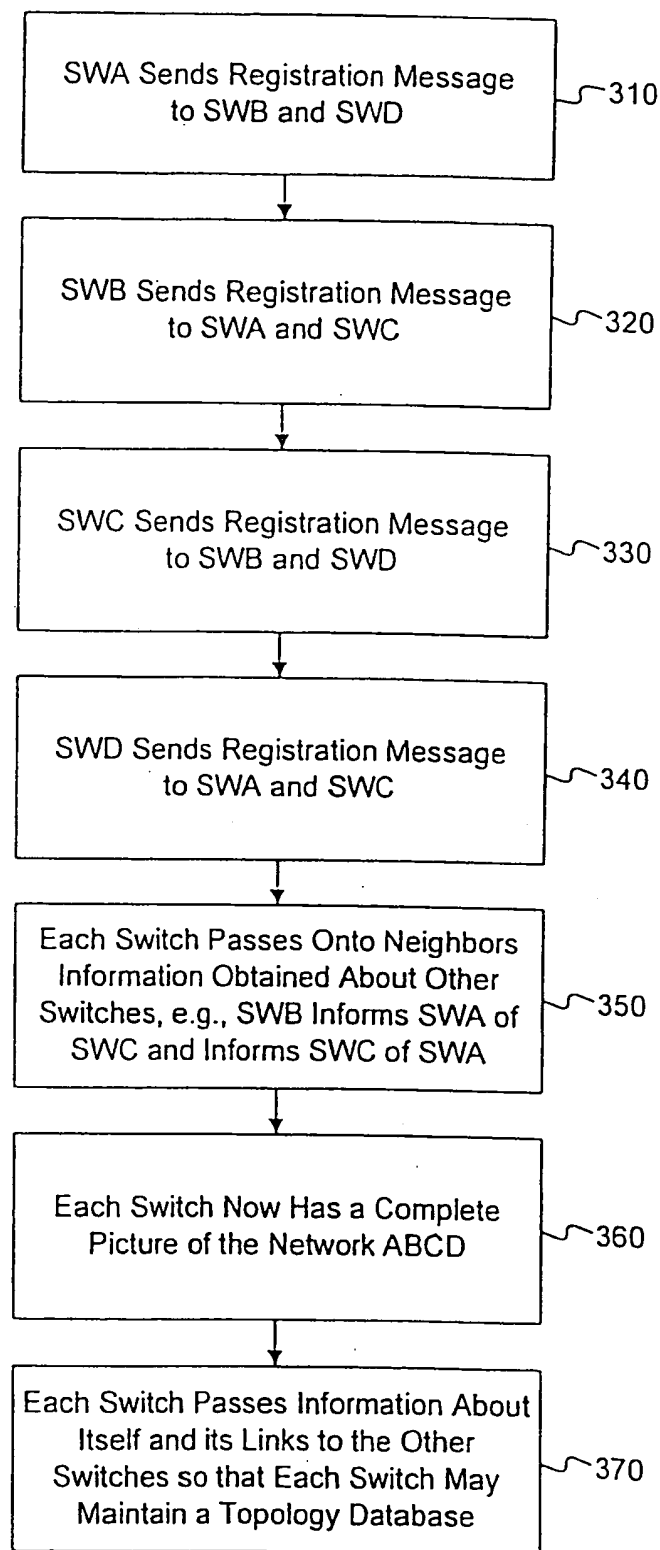 SWA Sends Registration Message
to SWB and SWD
310
SWB Sends Registration Message
to SWA and SWC
320
SWC Sends Registration Message
to SWB and SWD
330
SWD Sends Registration Message
to SWA and SWC
340
Each Switch Passes Onto Neighbors
Information Obtained About Other
Switches, e.g., SWB Informs SWA of
SWC and Informs SWC of SWA
350
Each Switch Now Has a Complete
Picture of the Network ABCD
360
Each Switch Passes Information About
Itself and its Links to the Other
Switches so that Each Switch May
Maintain a Topology Database
370